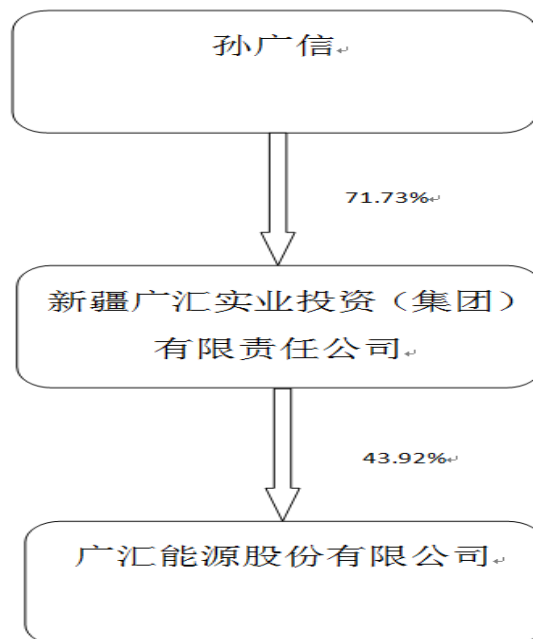 孙广信
71.73%
新疆广汇实业投资（集团）
有限责任公司
43.92%
广汇能源股份有限公司